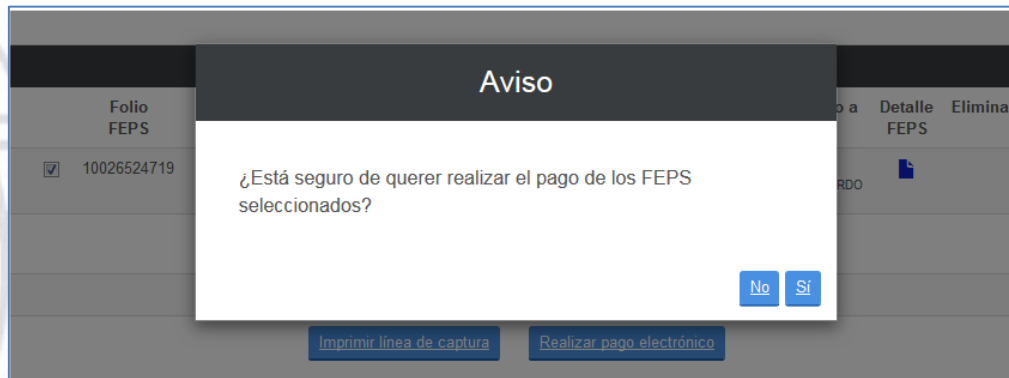 Aviso
Folio
FEPS
o a
Detalle
FEPS
Elimina
10026524719
RDO
¿Está seguro de querer realizar el pago de los FEPS
seleccionados?
No
Sí
Imprimir línea de captura
Realizar pago electrónico